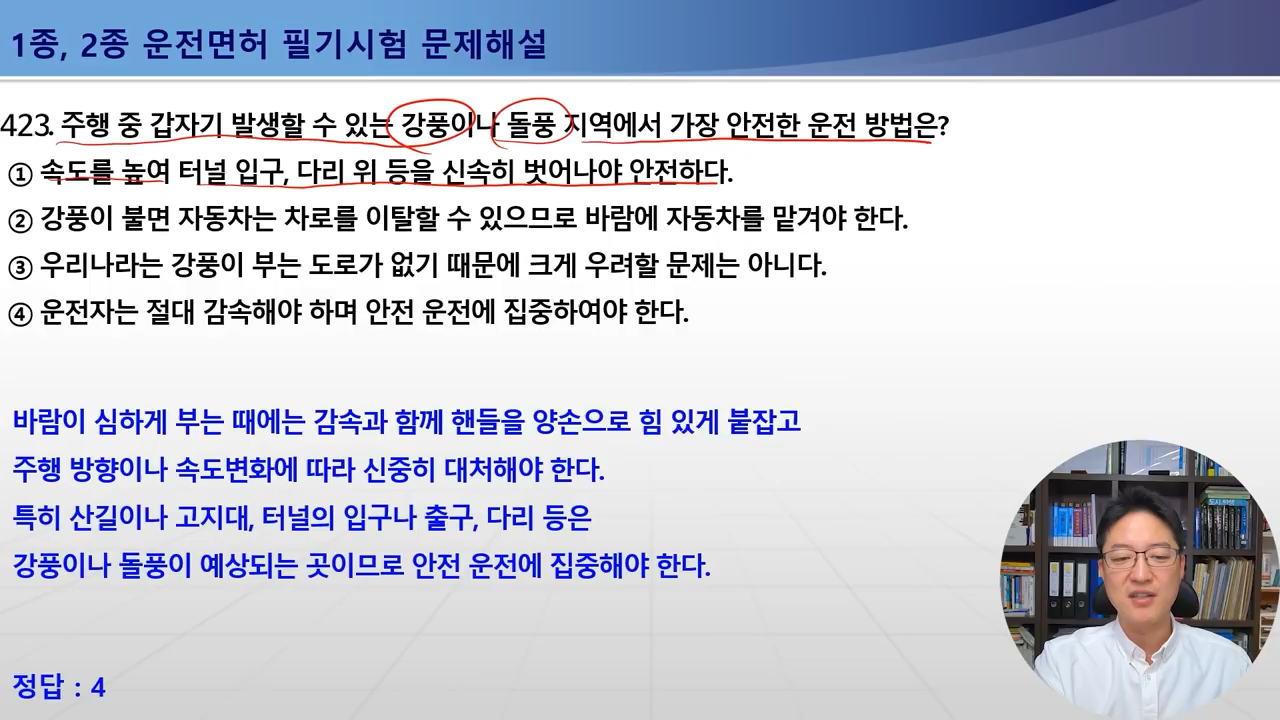 1종, 2종 운전면허 필기시험 문제해설
423. 주행 중 갑자기 발생할 수 있는 강풍이나 돌풍 지역에서 가장 안전한 운전 방법은?
① 속도를 높여 터널 입구, 다리 위 등을 신속히 벗어나야 안전하다.
② 강풍이 불면 자동차는 차로를 이탈할 수 있으므로 바람에 자동차를 맡겨야 한다.
③ 우리나라는 강풍이 부는 도로가 없기 때문에 크게 우려할 문제는 아니다.
④ 운전자는 절대 감속해야 하며 안전 운전에 집중하여야 한다.
바람이 심하게 부는 때에는 감속과 함께 핸들을 양손으로 힘 있게 붙잡고
주행 방향이나 속도변화에 따라 신중히 대처해야 한다.
특히 산길이나 고지대, 터널의 입구나 출구, 다리 등은
강풍이나 돌풍이 예상되는 곳이므로 안전 운전에 집중해야 한다.
정답 : 4